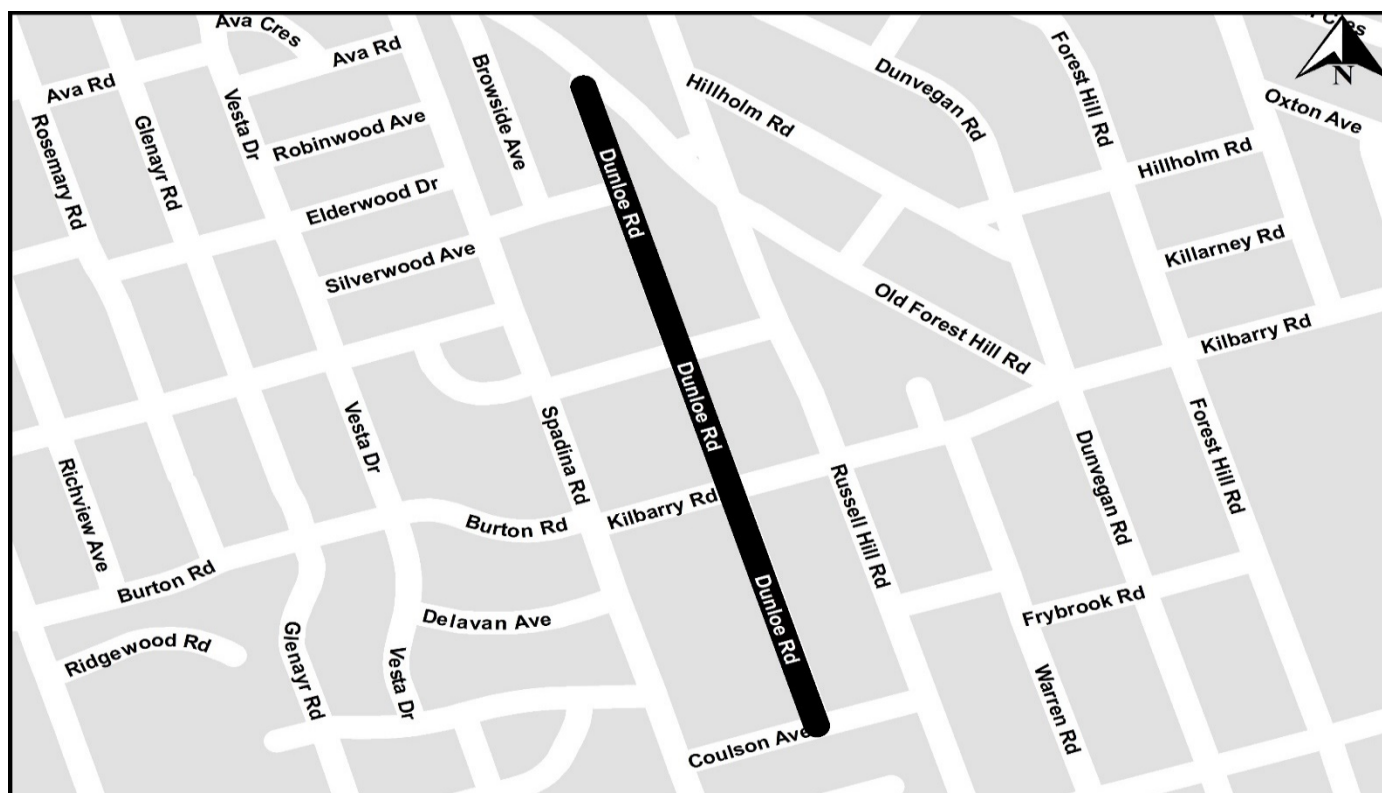 Ava Cres
Ava Rd
Ava Rd
Browside Ave
Dunvegan Rd
Forest Hill Rd
Cres
N
Rosemary Rd
Glenayr Rd
Vesta Dr
Robinwood Ave
Hillholm Rd
Oxton Ave
Elderwood Dr
Dunloe Rd
Hillholm Rd
Silverwood Ave
Killarney Rd
Old Forest Hill Rd
Kilbarry Rd
Richview Ave
Vesta Dr
Spadina Rd
Dunloe Rd
Dunvegan Rd
Forest Hill Rd
Burton Rd
Kilbarry Rd
Russell Hill Rd
Burton Rd
Ridgewood Rd
Glenayr Rd
Vesta Dr
Delavan Ave
Dunloe Rd
Frybrook Rd
Warren Rd
Coulson Ave